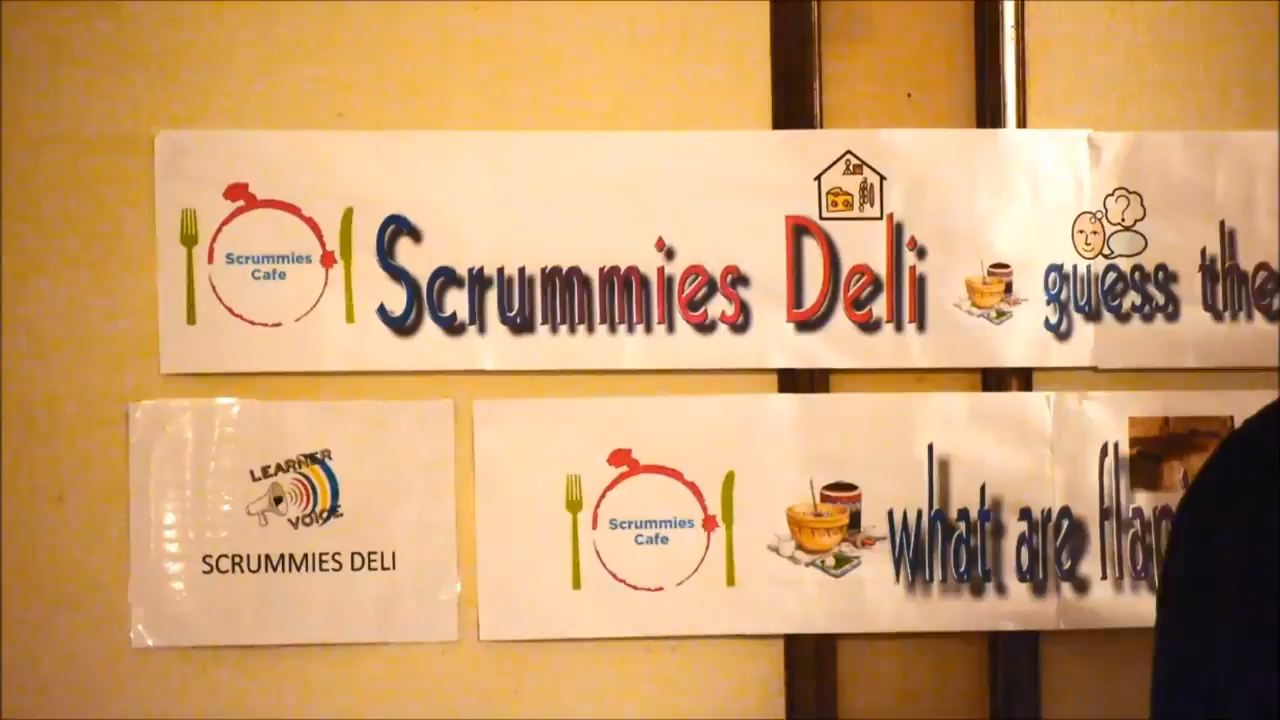 Scrummies
Cafe
Scrummies Deli
guess the
LEARNER
VOICE
SCRUMMIES DELI
Scrummies
Cafe
what are